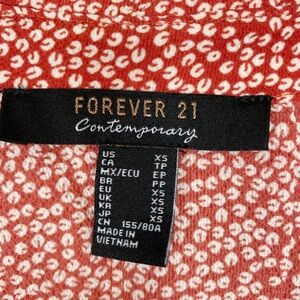 FOREVER 21
Contemporary
US XS
CA TP
MX/ECU EP
BR PP
EU XS
UK XS
KR XS
JP XS
CN 155/80A
MADE IN
VIETNAM